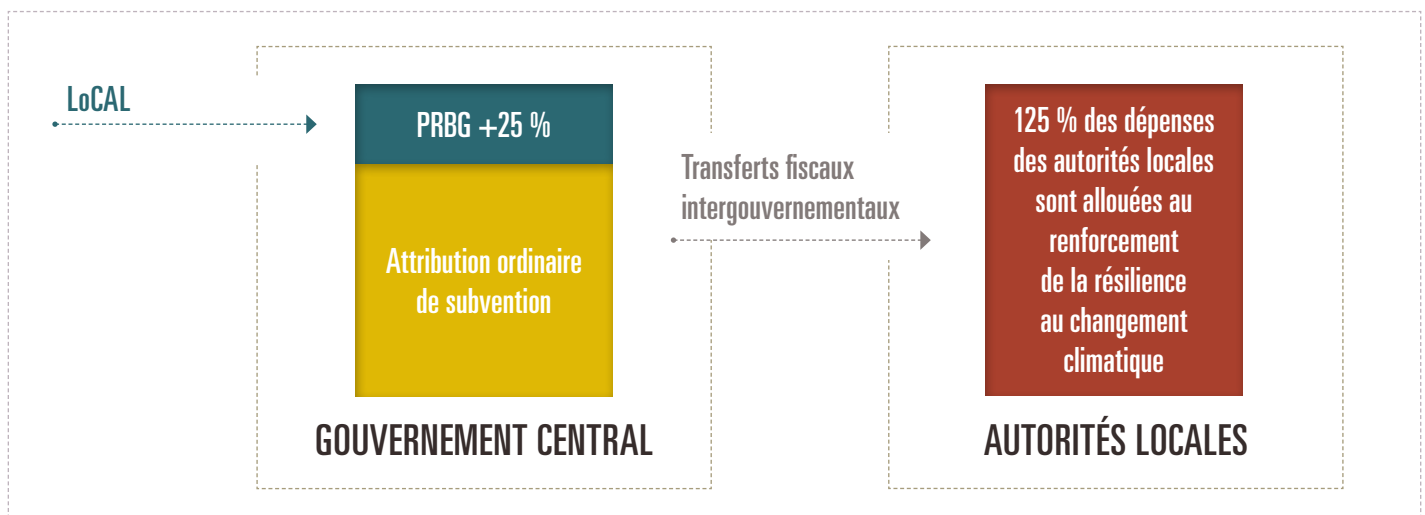 LoCAL
PRBG +25 %
Attribution ordinaire
de subvention
GOUVERNEMENT CENTRAL
Transferts fiscaux
intergouvernementaux
125 % des dépenses
des autorités locales
sont allouées au
renforcement
de la résilience
au changement
climatique
AUTORITÉS LOCALES